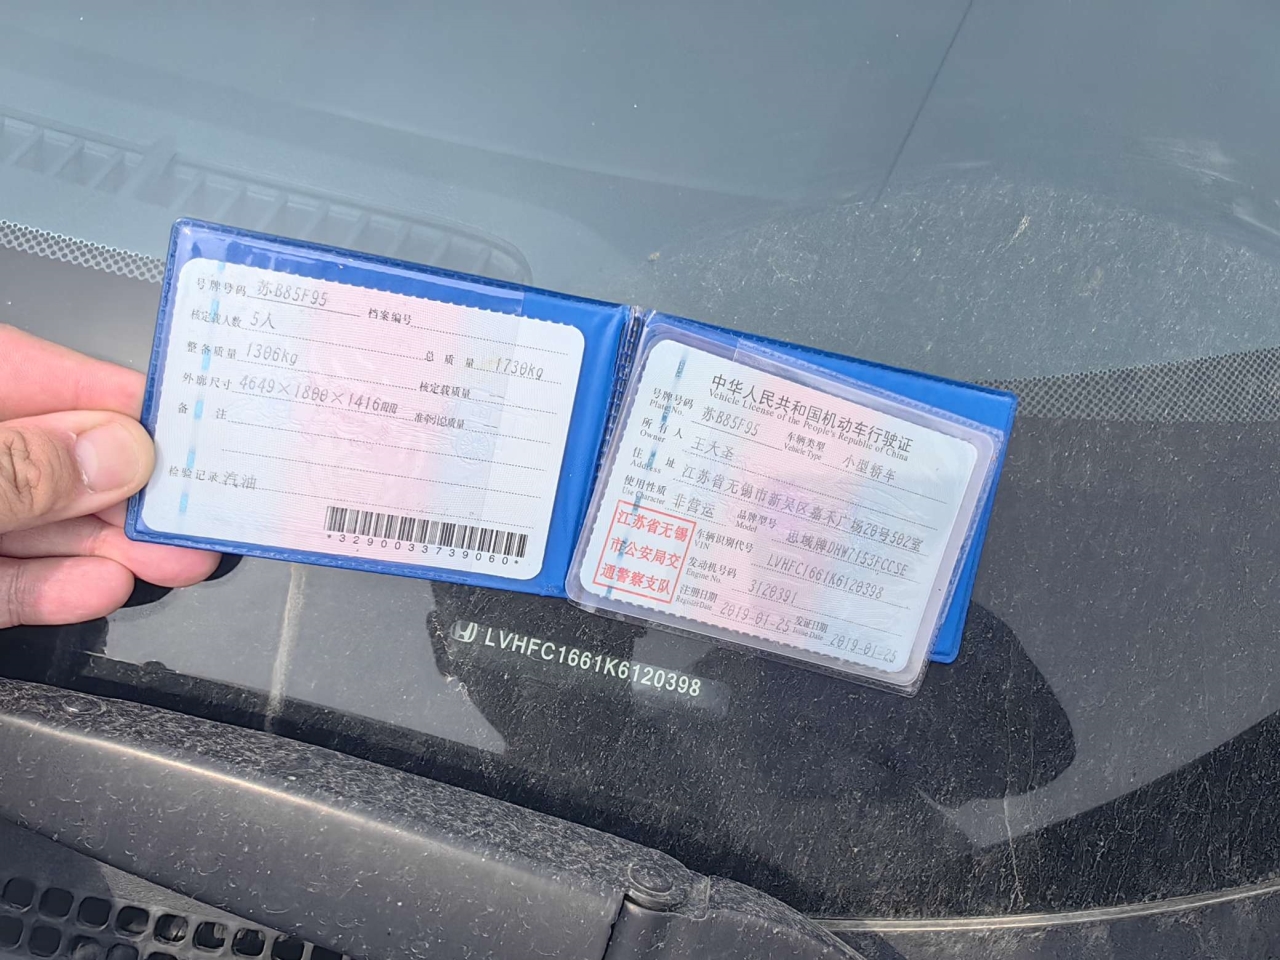 号牌号码 苏B85F95 档案编号
核定载人数 5人 总质量 1730kg
整备质量 1306kg 核定载质量
外廓尺寸 4649×1800×1416mm 准牵引总质量
备注
检验记录 汽油
*3290033739060*
中华人民共和国机动车行驶证
Vehicle License of the People's Republic of China
号牌号码 苏B85F95 车辆类型 小型轿车
Plate No. Vehicle Type
所有人 王大圣
Owner
住址 江苏省无锡市新吴区嘉禾广场20号502室
Address
使用性质 非营运 品牌型号 思域牌DHW7153FCCSE
Use Character Model
江苏省无锡
市公安局交
通警察支队
车辆识别代号 LVHFC1661K6120398
VIN
发动机号码 3120391
Engine No.
注册日期 2019-01-25 发证日期 2019-01-25
Register Date Issue Date
LVHFC1661K6120398